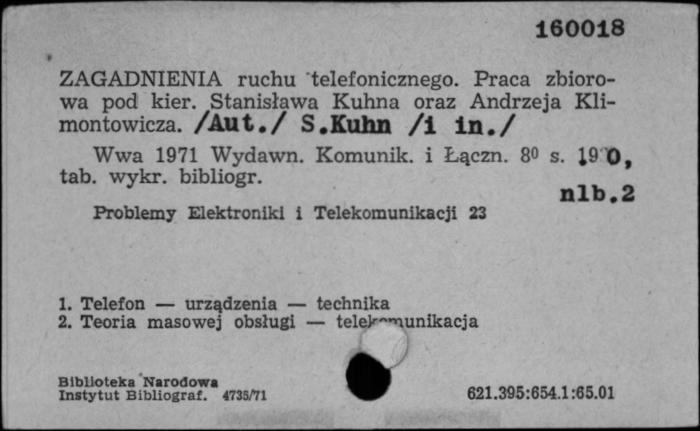 160018
ZAGADNIENIA ruchu telefonicznego. Praca zbioro-
wa pod kier. Stanisława Kuhna oraz Andrzeja Kli-
montowicza. /Aut./ S.Kuhn /i in./
Wwa 1971 Wydawn. Komunik. i Łączn. 8⁰ s.
tab. wykr. bibliogr.
nlb.2
Problemy Elektroniki i Telekomunikacji 23
1. Telefon — urządzenia — technika
2. Teoria masowej obsługi — telekomunikacja
Biblioteka Narodowa
Instytut Bibliograf. 4735/71
621.395:654.1:65.01